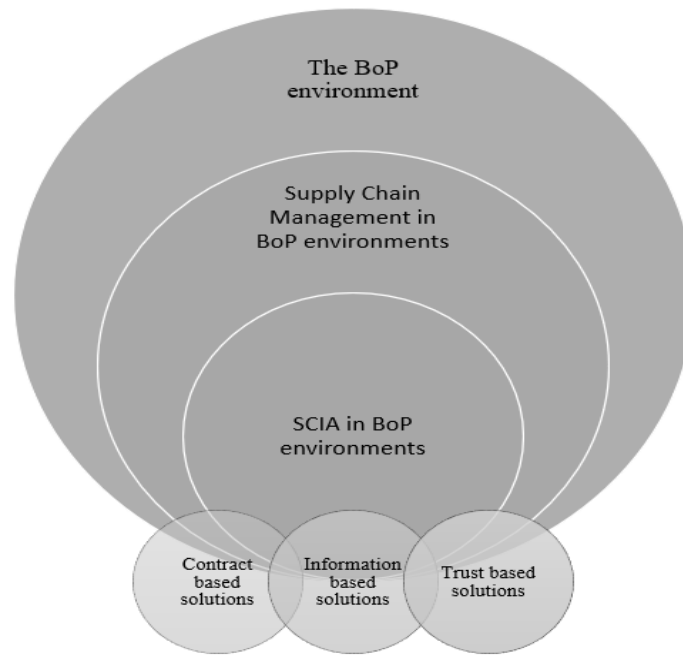 The BoP
environment
Supply Chain
Management in
BoP environments
SCIA in BoP
environments
Contract
based
solutions
Information
based
solutions
Trust based
solutions